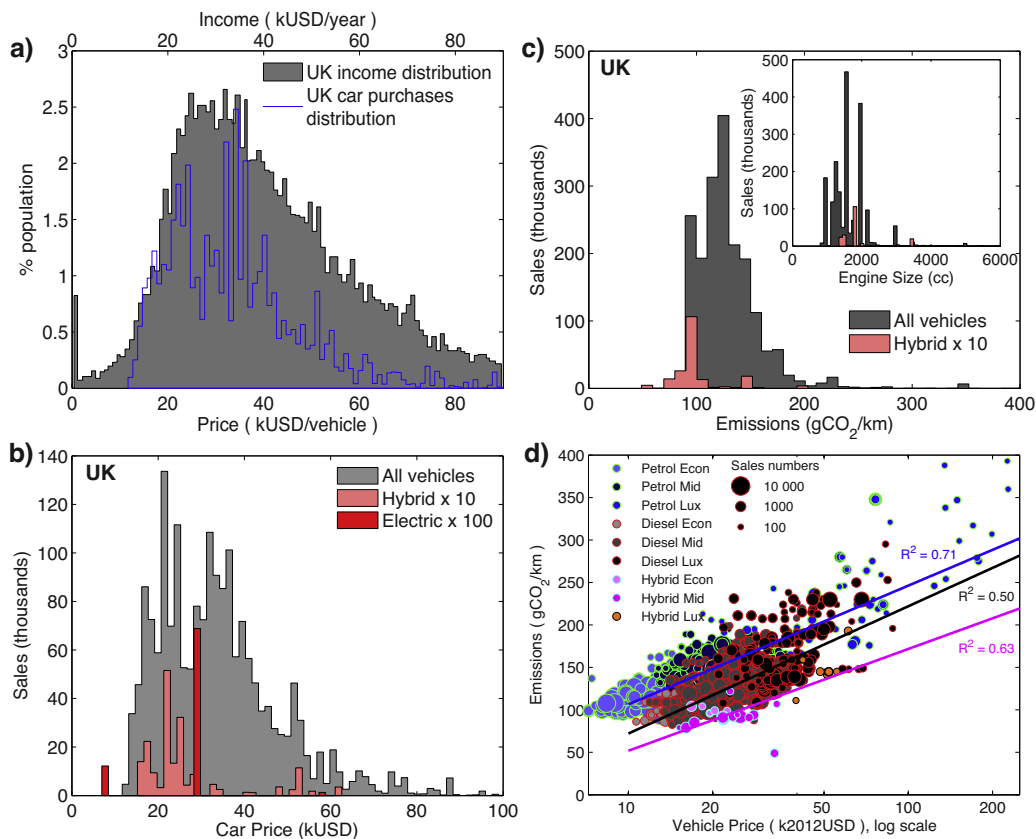 Income ( kUSD/year)
0 20 40 60 80
a)
3
2.5
2
1.5
1
0.5
0
% population
UK income distribution
UK car purchases
distribution
0 20 40 60 80
Price ( kUSD/vehicle )
b)
UK
140
120
100
80
60
40
20
0
Sales (thousands)
All vehicles
Hybrid x 10
Electric x 100
0 20 40 60 80 100
Car Price (kUSD)
c)
UK
500
400
300
200
100
0
Sales (thousands)
500
400
300
200
100
0
Sales (thousands)
0 2000 4000 6000
Engine Size (cc)
All vehicles
Hybrid x 10
0 100 200 300 400
Emissions (gCO2/km)
d)
400
350
300
250
200
150
100
50
0
Emissions ( gCO2/km)
Petrol Econ
Petrol Mid
Petrol Lux
Diesel Econ
Diesel Mid
Diesel Lux
Hybrid Econ
Hybrid Mid
Hybrid Lux
Sales numbers
10 000
1000
100
R2 = 0.71
R2 = 0.50
R2 = 0.63
10 20 50 100 200
Vehicle Price ( k2012USD) , log scale